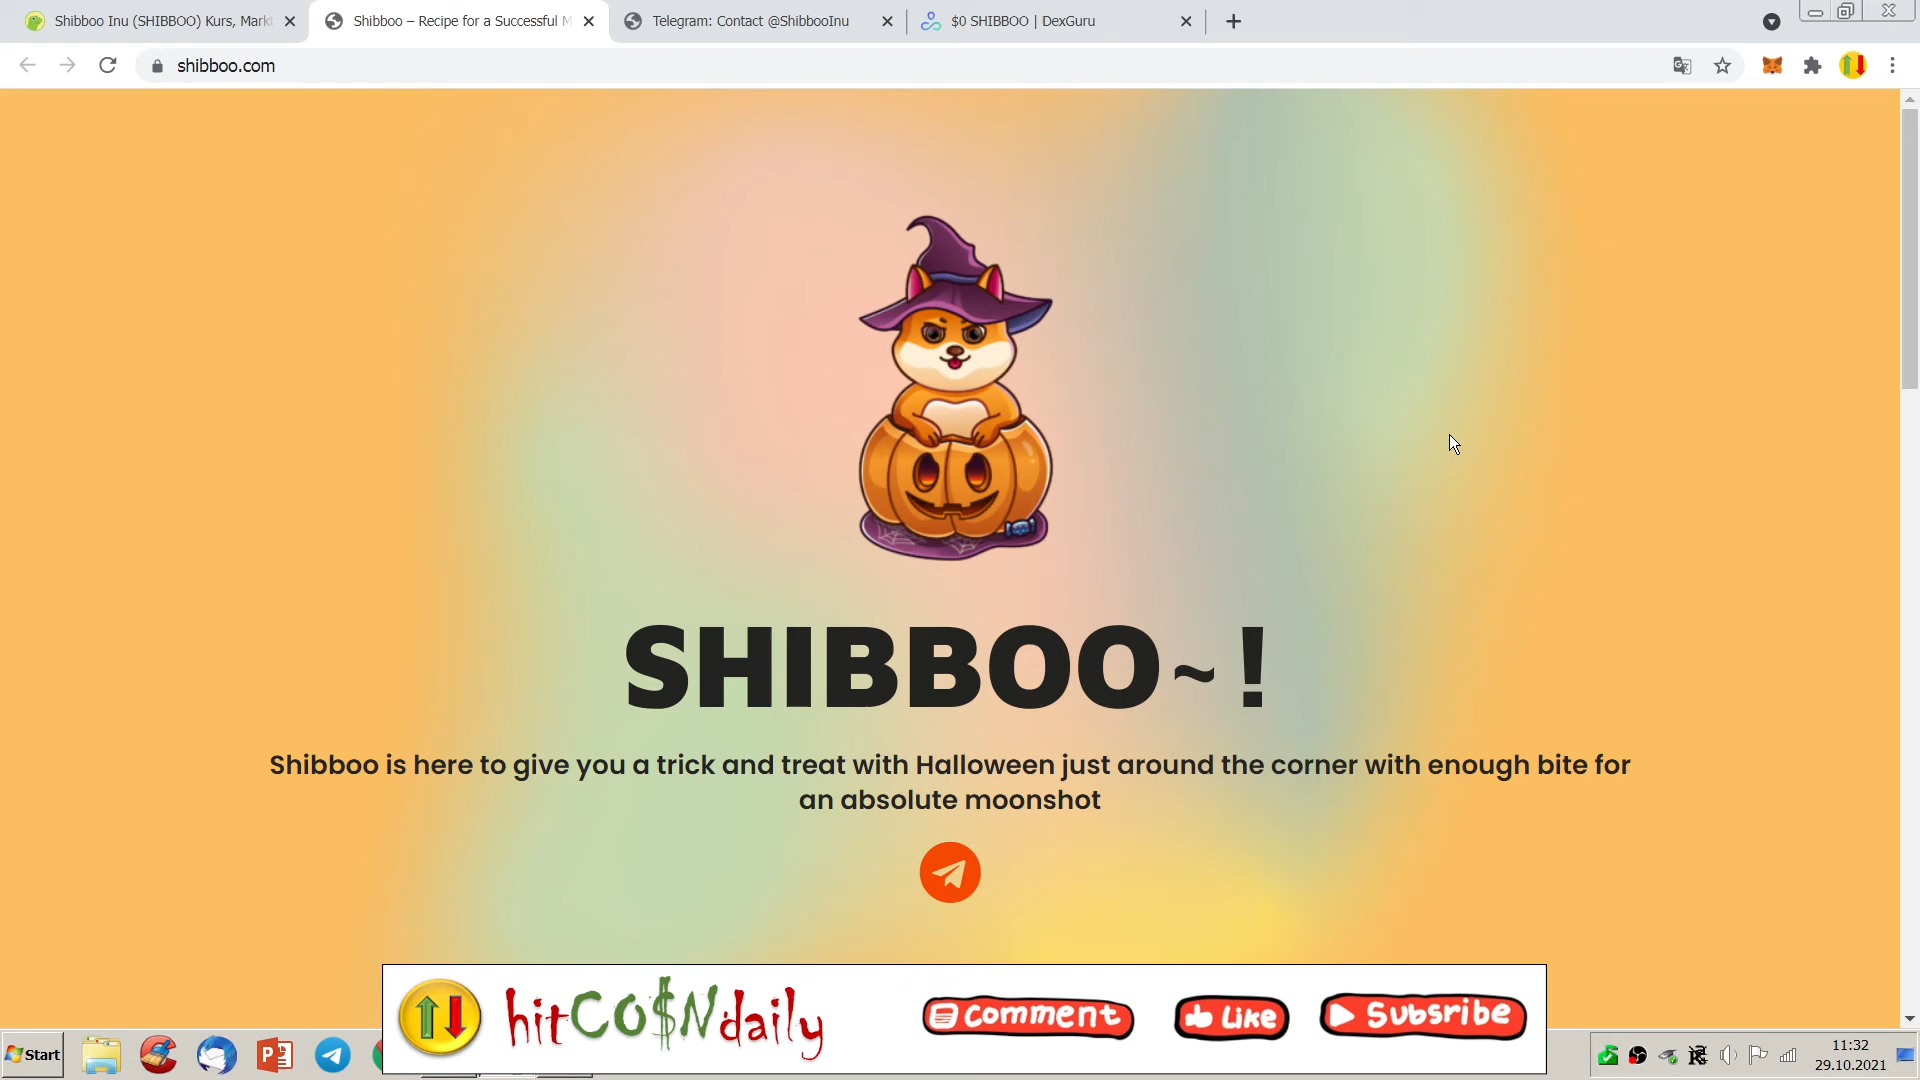 Shibboo Inu (SHIBBOO) Kurs, Markt
Shibboo – Recipe for a Successful M
Telegram: Contact @ShibbooInu
$0 SHIBBOO | DexGuru
shibboo.com
SHIBBOO~!
Shibboo is here to give you a trick and treat with Halloween just around the corner with enough bite for
an absolute moonshot
hitCO$Ndaily
Comment
Like
Subsribe
Start
11:32
29.10.2021